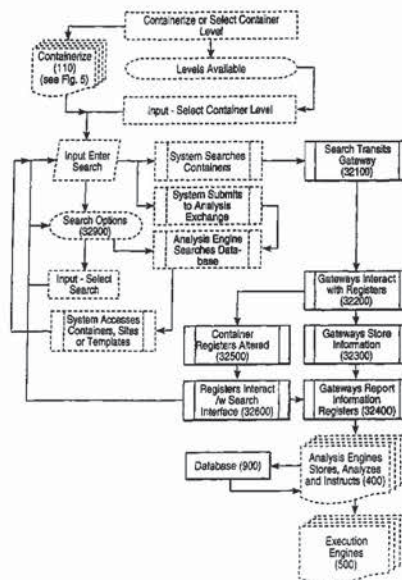 Containerize or Select Container
Level
Containerize
(110)
(see Fig. 5)
Levels Available
Input - Select Container Level
Input Enter
Search
System Searches
Containers
Search Transits
Gateway
(32100)
System Submits
to Analysis
Exchange
Search Options
(32900)
Analysis Engine
Searches Data-
base
Input - Select
Search
Gateways Interact
with Registers
(32200)
System Accesses
Containers, Sites
or Templates
Container
Registers Altered
(32500)
Gateways Store
Information
(32300)
Registers Interact
/w Search
Interface (32600)
Gateways Report
Information
Registers (32400)
Database (900)
Analysis Engines
Stores, Analyzes
and Instructs (400)
Execution
Engines
(500)